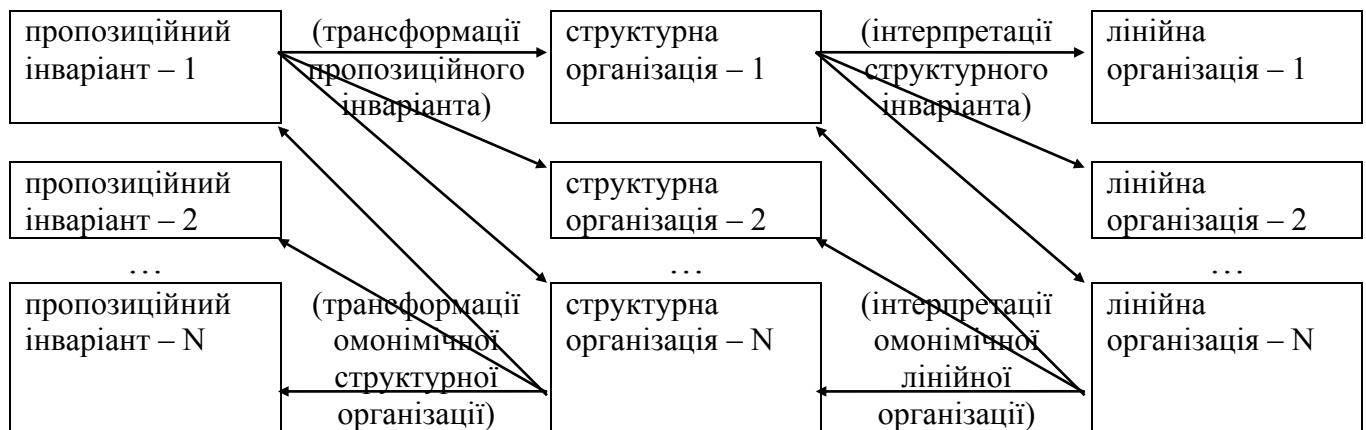 пропозиційний
інваріант – 1
(трансформації
пропозиційного
інваріанта)
структурна
організація – 1
(інтерпретації
структурного
інваріанта)
лінійна
організація – 1
пропозиційний
інваріант – 2
структурна
організація – 2
лінійна
організація – 2
…
…
…
пропозиційний
інваріант – N
(трансформації
омонімічної
структурної
організації)
структурна
організація – N
(інтерпретації
омонімічної
лінійної
організації)
лінійна
організація – N